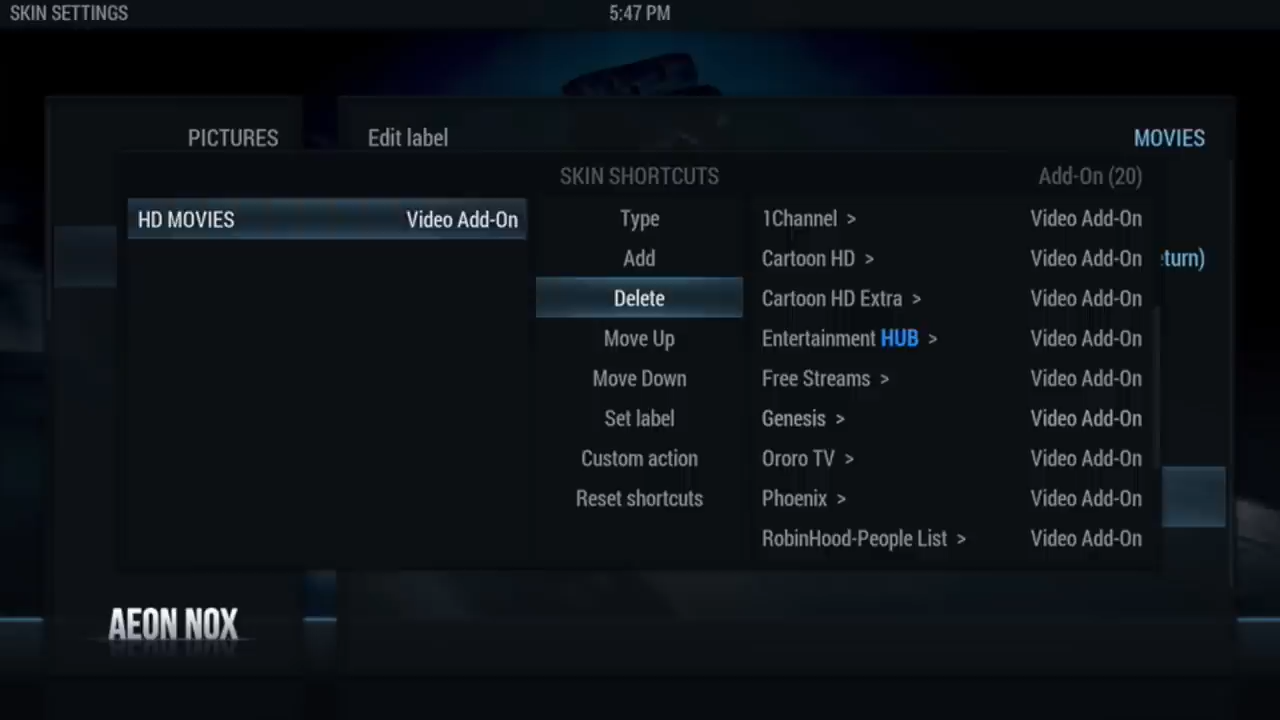 SKIN SETTINGS
5:47 PM
PICTURES
Edit label
MOVIES
SKIN SHORTCUTS
Add-On (20)
HD MOVIES Video Add-On
Type
Add
Delete
Move Up
Move Down
Set label
Custom action
Reset shortcuts
1Channel > Video Add-On
Cartoon HD > Video Add-On
Cartoon HD Extra > Video Add-On
Entertainment HUB > Video Add-On
Free Streams > Video Add-On
Genesis > Video Add-On
Ororo TV > Video Add-On
Phoenix > Video Add-On
RobinHood-People List > Video Add-On
turn)
AEON NOX